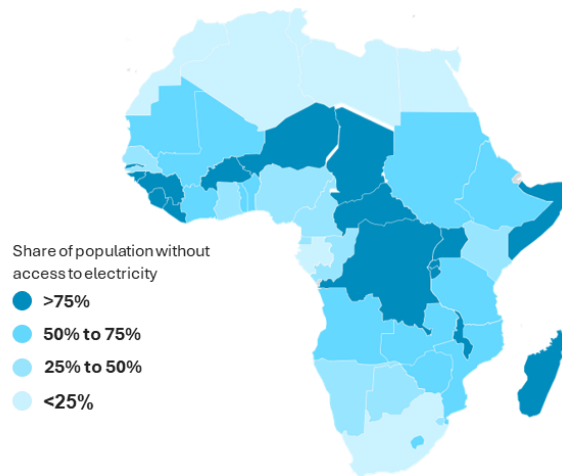 Share of population without
access to electricity
>75%
50% to 75%
25% to 50%
<25%